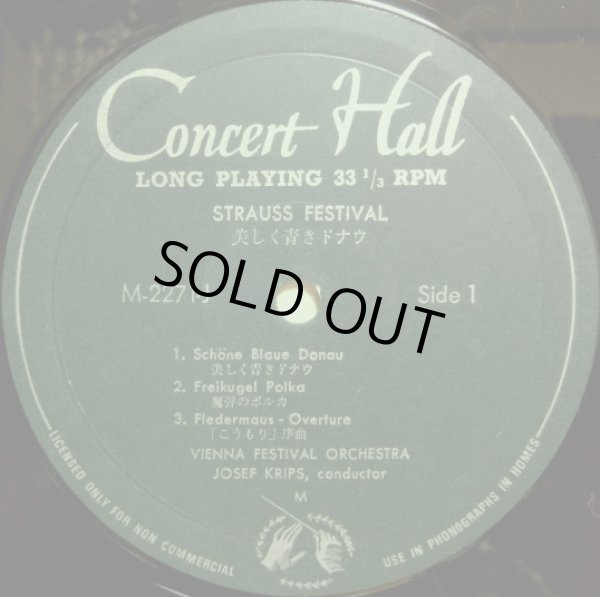 Concert Hall
LONG PLAYING 33 1/3 RPM
STRAUSS FESTIVAL
美しく青きドナウ
SOLD OUT
Side 1
1. Schöne Blaue Donau
美しく青きドナウ
2. Freikugel Polka
魔弾のポルカ
3. Fledermaus - Overture
「こうもり」序曲
VIENNA FESTIVAL ORCHESTRA
JOSEF KRIPS, conductor
M
LICENSED ONLY FOR NON COMMERCIAL
USE IN PHONOGRAPHS IN HOMES